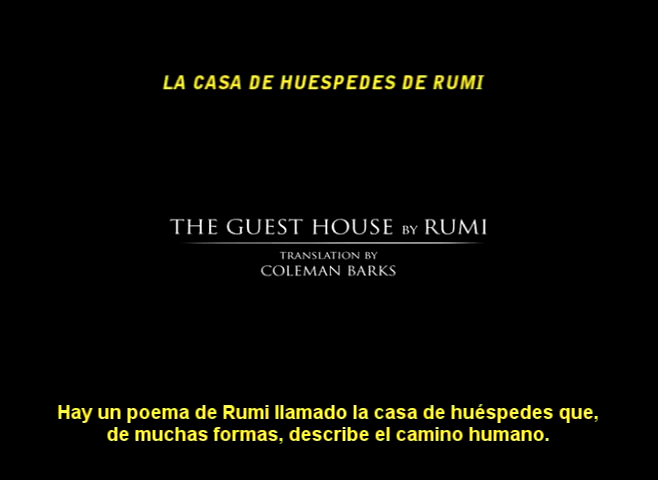 LA CASA DE HUESPEDES DE RUMI
THE GUEST HOUSE BY RUMI
TRANSLATION BY
COLEMAN BARKS
Hay un poema de Rumi llamado la casa de huéspedes que,
de muchas formas, describe el camino humano.